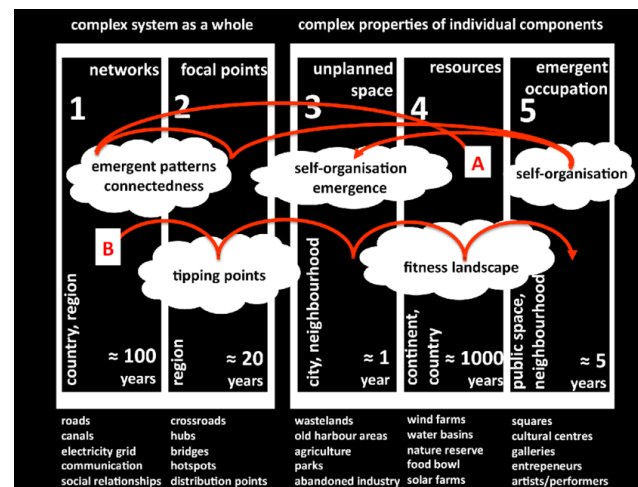 complex system as a whole
complex properties of individual components
networks
1
focal points
2
unplanned
space
3
resources
4
emergent
occupation
5
emergent patterns
connectedness
self-organisation
emergence
A
self-organisation
B
tipping points
fitness landscape
country, region
≈ 100
years
region
≈ 20
years
city, neighbourhood
≈ 1
year
continent,
country
≈ 1000
years
public space,
neighbourhood
≈ 5
years
roads
canals
electricity grid
communication
social relationships
crossroads
hubs
bridges
hotspots
distribution points
wastelands
old harbour areas
agriculture
parks
abandoned industry
wind farms
water basins
nature reserve
food bowl
solar farms
squares
cultural centres
galleries
entrepeneurs
artists/performers